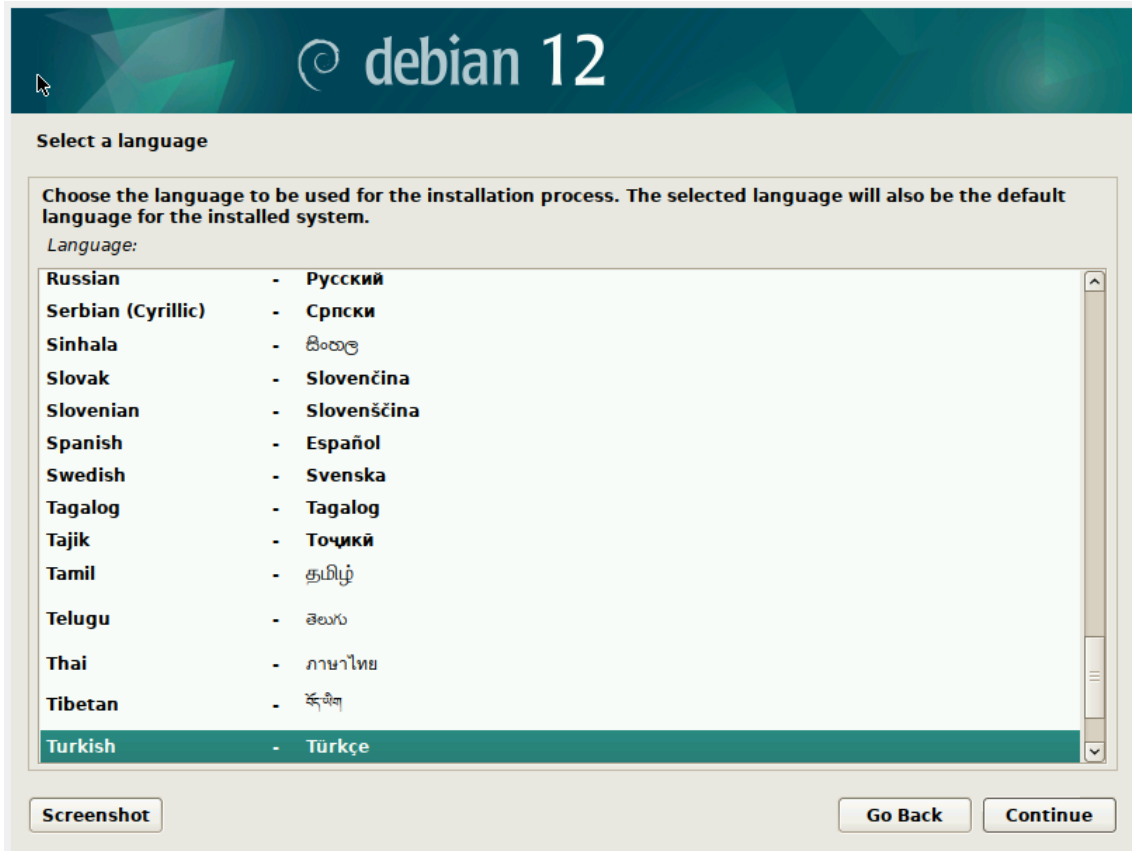 debian 12
Select a language
Choose the language to be used for the installation process. The selected language will also be the default
language for the installed system.
Language:
Russian - Русский
Serbian (Cyrillic) - Српски
Sinhala - සිංහල
Slovak - Slovenčina
Slovenian - Slovenščina
Spanish - Español
Swedish - Svenska
Tagalog - Tagalog
Tajik - Тоҷикӣ
Tamil - தமிழ்
Telugu - తెలుగు
Thai - ภาษาไทย
Tibetan - བོད་ཡིག
Turkish - Türkçe
Screenshot Go Back Continue